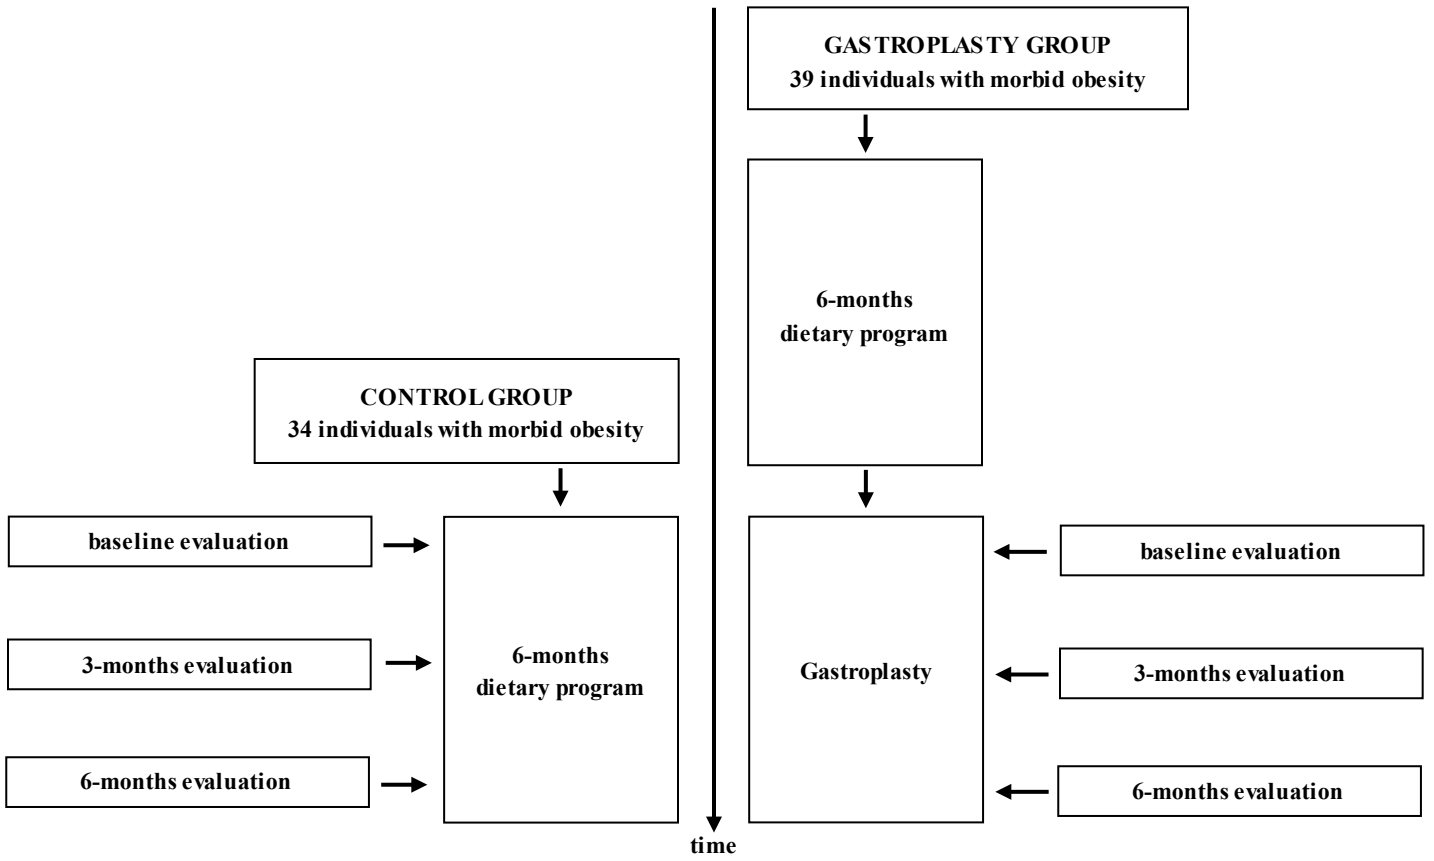 GASTROPLASTY GROUP
39 individuals with morbid obesity
6-months
dietary program
CONTROL GROUP
34 individuals with morbid obesity
baseline evaluation
3-months evaluation
6-months evaluation
6-months
dietary program
Gastroplasty
baseline evaluation
3-months evaluation
6-months evaluation
time